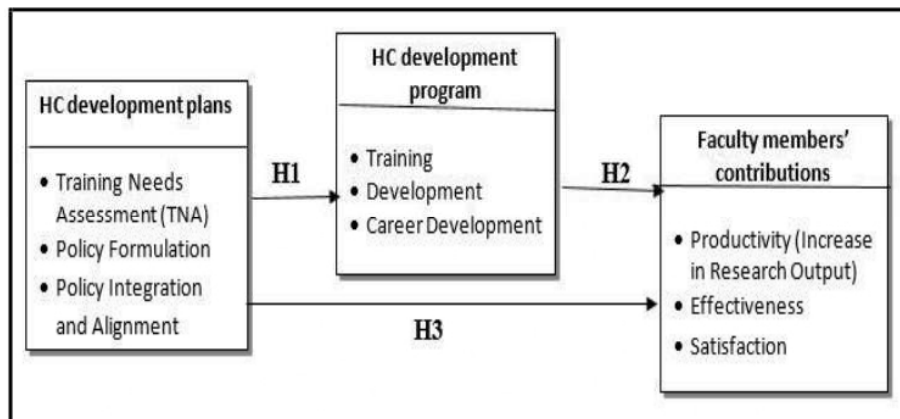 HC development plans
• Training Needs
Assessment (TNA)
• Policy Formulation
• Policy Integration
and Alignment
H1
HC development
program
• Training
• Development
• Career Development
H2
H3
Faculty members’
contributions
• Productivity (Increase
in Research Output)
• Effectiveness
• Satisfaction